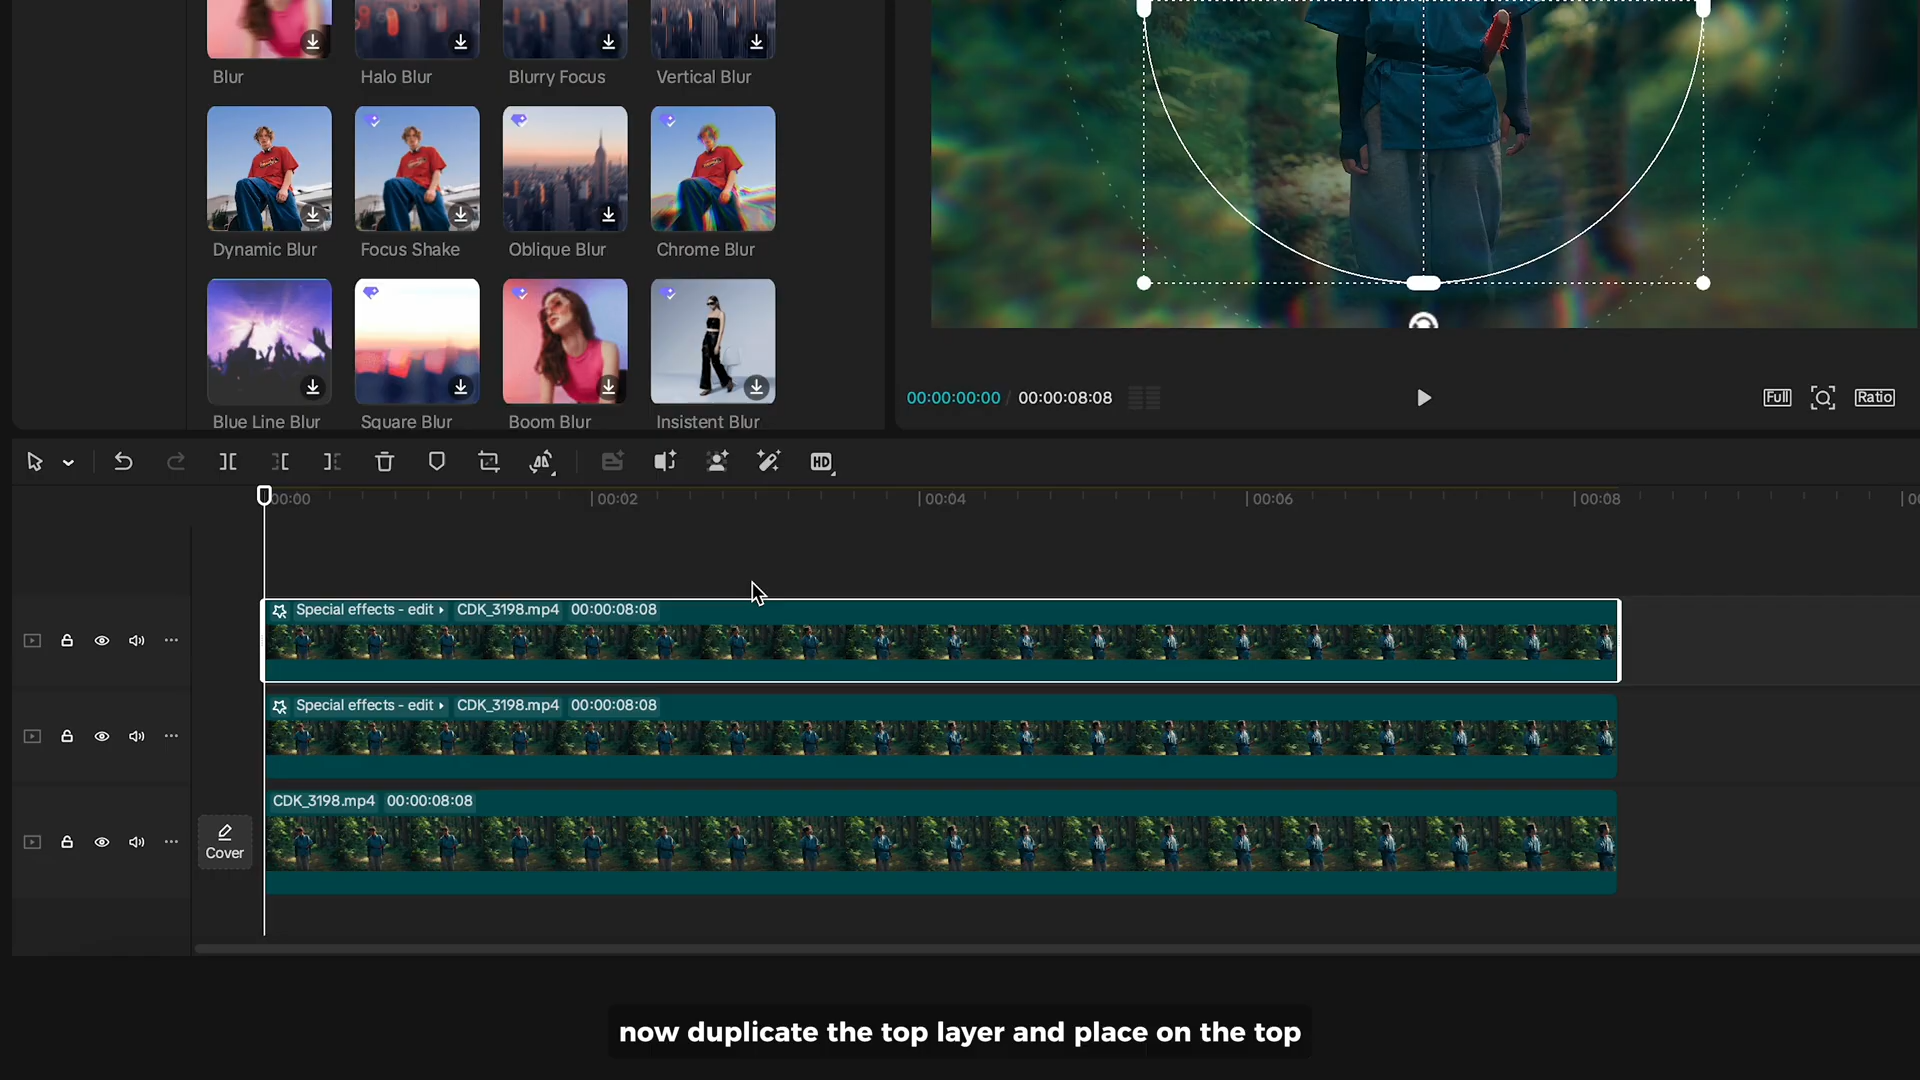 Blur
Halo Blur
Blurry Focus
Vertical Blur
Dynamic Blur
Focus Shake
Oblique Blur
Chrome Blur
Blue Line Blur
Square Blur
Boom Blur
Insistent Blur
00:00:00:00 / 00:00:08:08
Full
Ratio
HD
00:00
00:02
00:04
00:06
00:08
Special effects - edit CDK_3198.mp4 00:00:08:08
Special effects - edit CDK_3198.mp4 00:00:08:08
CDK_3198.mp4 00:00:08:08
Cover
now duplicate the top layer and place on the top